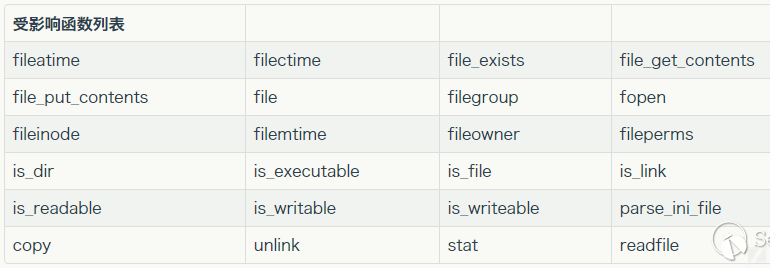 受影响函数列表
fileatime filectime file_exists file_get_contents
file_put_contents file filegroup fopen
fileinode filemtime fileowner fileperms
is_dir is_executable is_file is_link
is_readable is_writable is_writeable parse_ini_file
copy unlink stat readfile